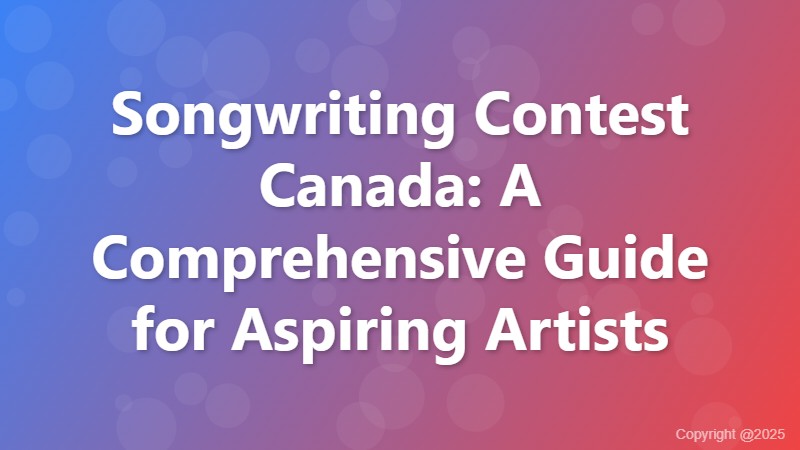 Songwriting Contest
Canada: A
Comprehensive Guide
for Aspiring Artists
Copyright @2025